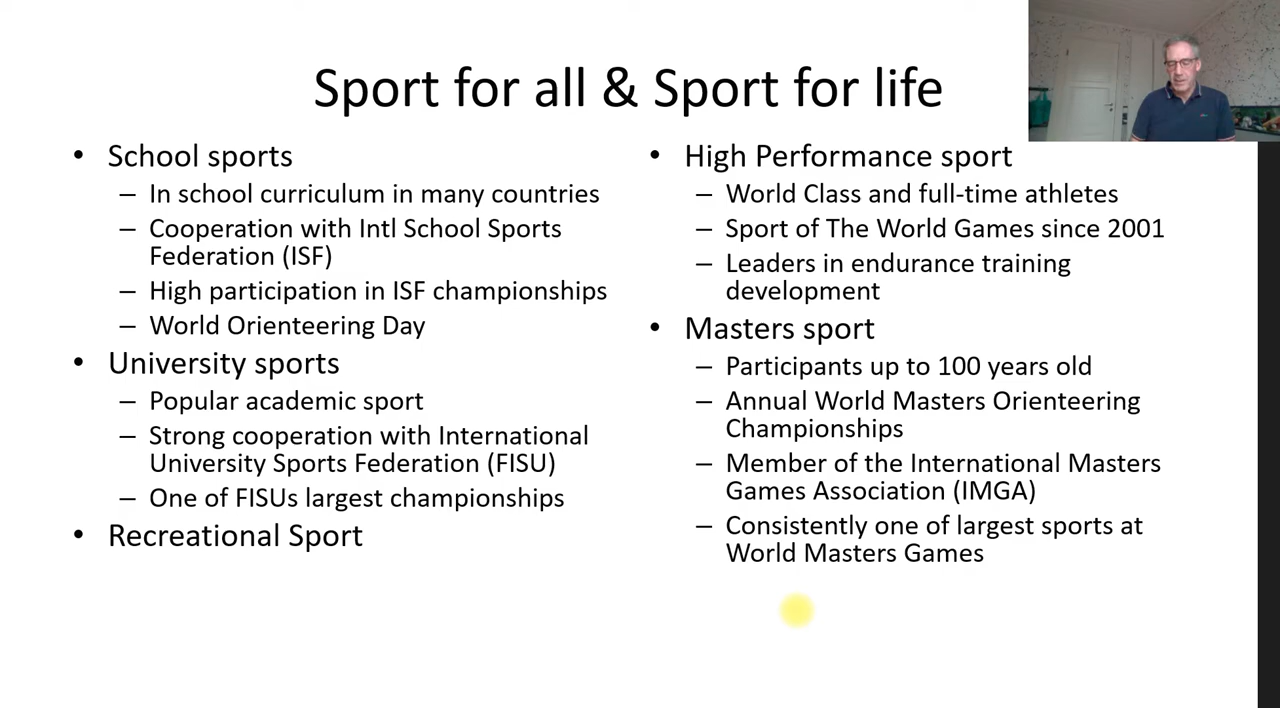 Sport for all & Sport for life
• School sports
– In school curriculum in many countries
– Cooperation with Intl School Sports
Federation (ISF)
– High participation in ISF championships
– World Orienteering Day
• University sports
– Popular academic sport
– Strong cooperation with International
University Sports Federation (FISU)
– One of FISUs largest championships
• Recreational Sport
• High Performance sport
– World Class and full-time athletes
– Sport of The World Games since 2001
– Leaders in endurance training
development
• Masters sport
– Participants up to 100 years old
– Annual World Masters Orienteering
Championships
– Member of the International Masters
Games Association (IMGA)
– Consistently one of largest sports at
World Masters Games